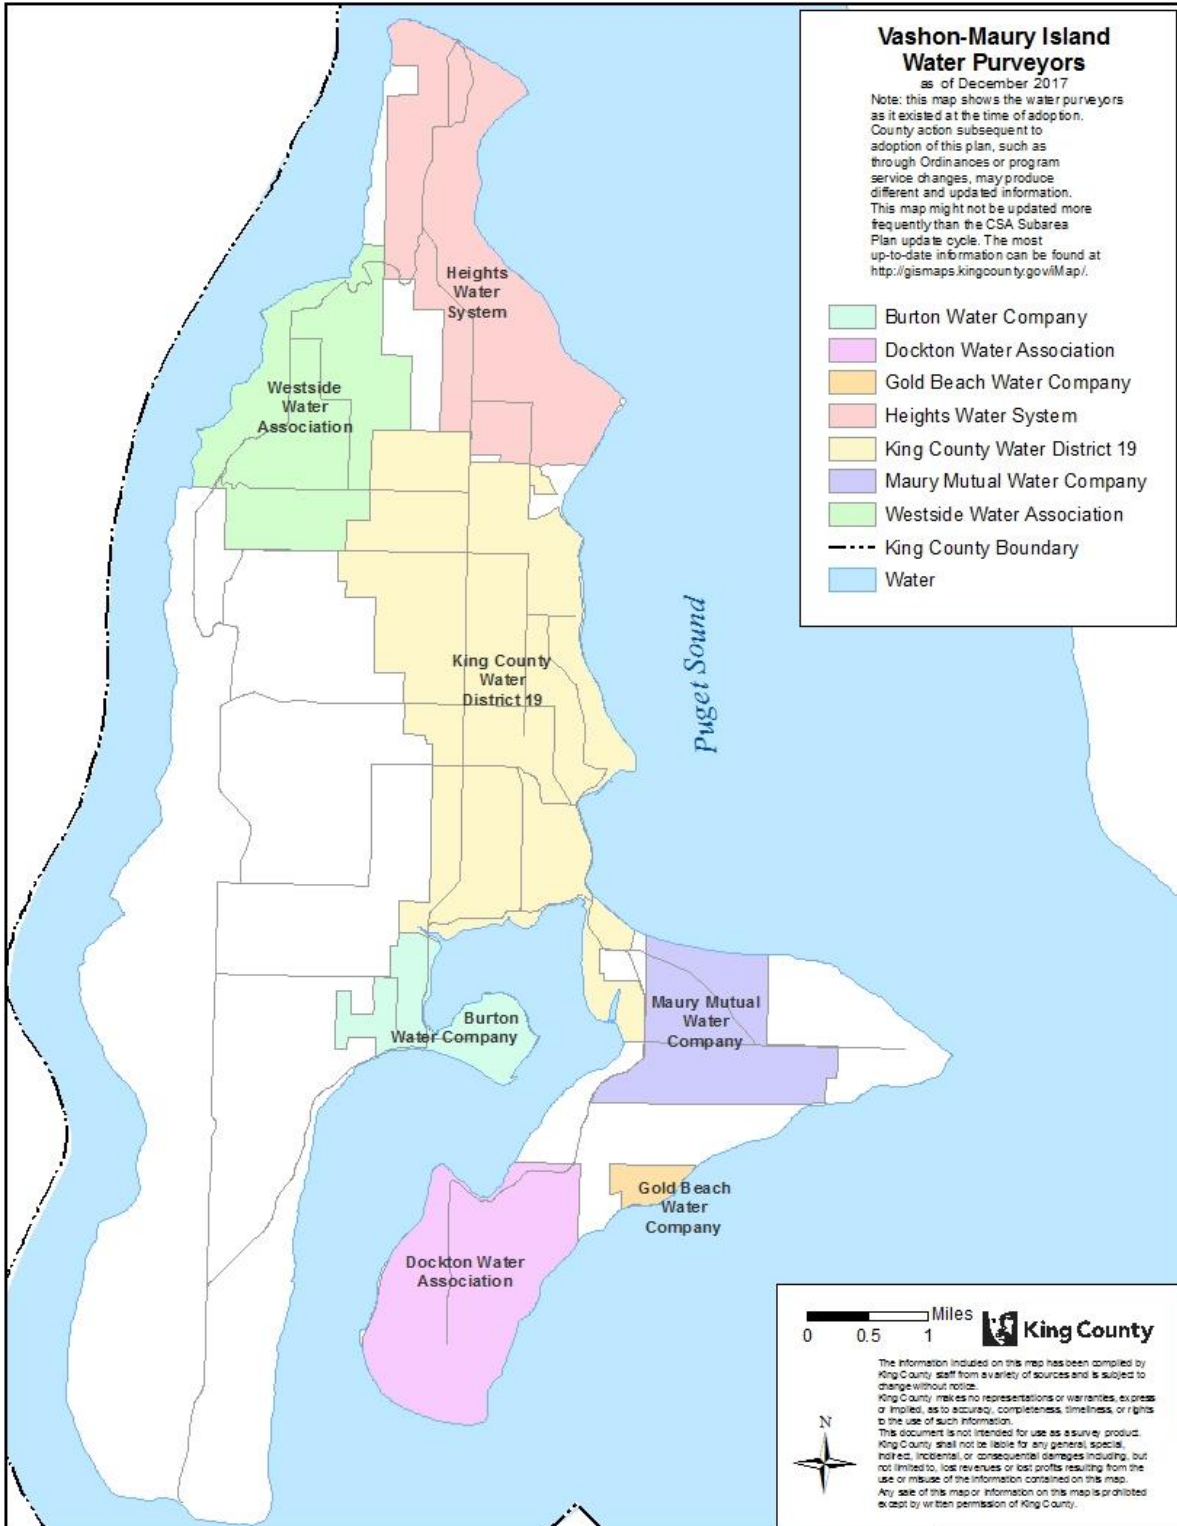 Vashon-Maury Island
Water Purveyors
as of December 2017
Note: this map shows the water purveyors
as it existed at the time of adoption.
County action subsequent to
adoption of this plan, such as
through Ordinances or program
service changes, may produce
different and updated information.
This map might not be updated more
frequently than the CSA Subarea
Plan update cycle. The most
up-to-date information can be found at
http://gismaps.kingcounty.gov/iMap/.
Burton Water Company
Dockton Water Association
Gold Beach Water Company
Heights Water System
King County Water District 19
Maury Mutual Water Company
Westside Water Association
King County Boundary
Water
Heights
Water
System
Westside
Water
Association
King County
Water
District 19
Puget Sound
Maury Mutual
Water
Company
Burton
Water Company
Gold Beach
Water
Company
Dockton Water
Association
Miles
0 0.5 1
King County
N
The information included on this map has been compiled by
King County staff from a variety of sources and is subject to
change without notice.
King County makes no representations or warranties, express
or implied, as to accuracy, completeness, timeliness, or rights
to the use of such information.
This document is not intended for use as a survey product.
King County shall not be liable for any general, special,
indirect, incidental, or consequential damages including, but
not limited to, lost revenues or lost profits resulting from the
use or misuse of the information contained on this map.
Any sale of this map or information on this map is prohibited
except by written permission of King County.